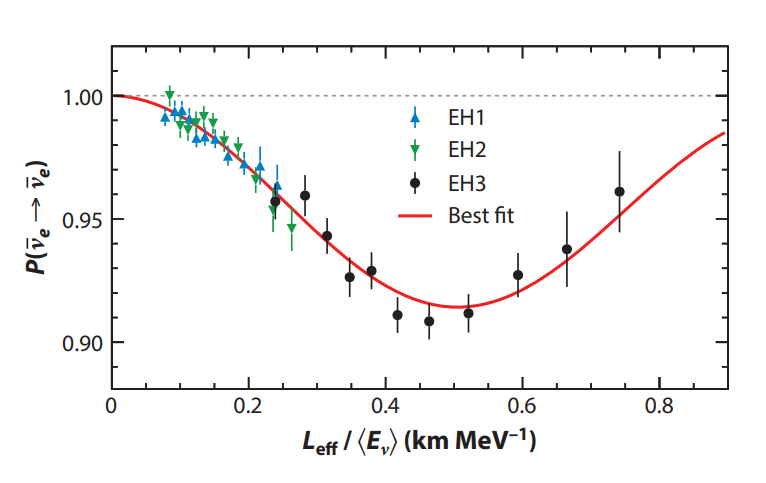 1.00
0.95
0.90
P(ν̅e → ν̅e)
EH1
EH2
EH3
Best fit
0
0.2
0.4
0.6
0.8
Leff / ⟨Eν⟩ (km MeV−1)